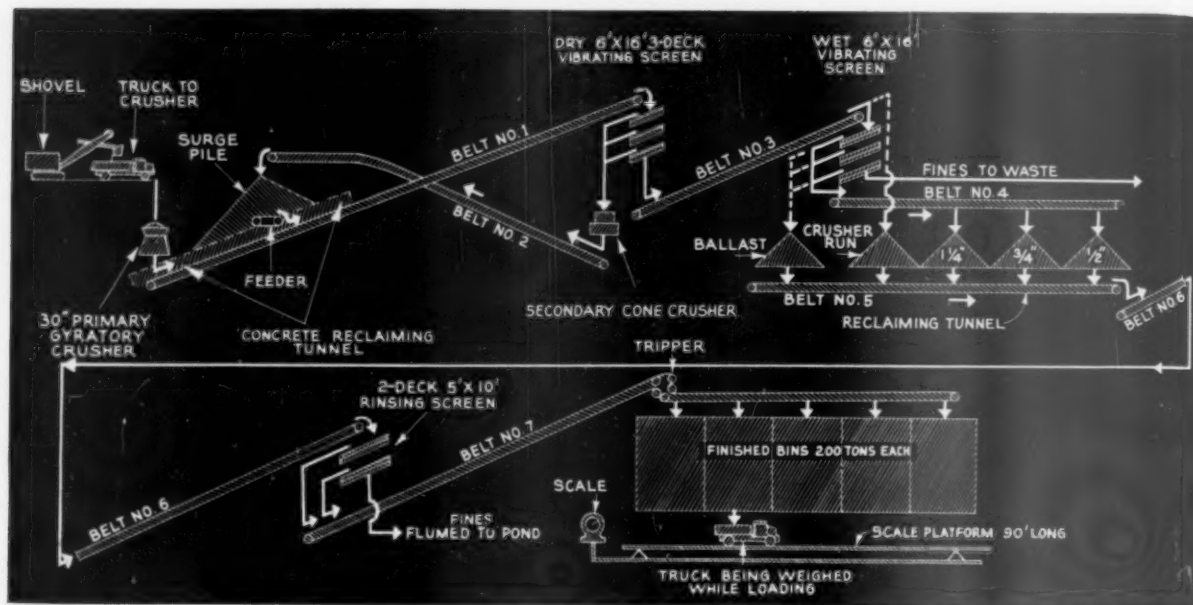 DRY 6'X16' 3-DECK
VIBRATING SCREEN
WET 6'X16'
VIBRATING
SCREEN
SHOVEL
TRUCK TO
CRUSHER
SURGE
PILE
BELT NO.1
BELT NO.3
FINES TO WASTE
BELT NO.4
BELT NO.2
FEEDER
BALLAST
CRUSHER
RUN
1 1/4"
3/4"
1/2"
BELT NO.5
BELT NO.6
RECLAIMING TUNNEL
SECONDARY CONE CRUSHER
30" PRIMARY
GYRATORY
CRUSHER
CONCRETE RECLAIMING
TUNNEL
TRIPPER
2-DECK 5'X10'
RINSING SCREEN
BELT NO.7
FINISHED BINS 200 TONS EACH
BELT NO.6
FINES
FLUMED TO POND
SCALE
SCALE PLATFORM 90' LONG
TRUCK BEING WEIGHED
WHILE LOADING